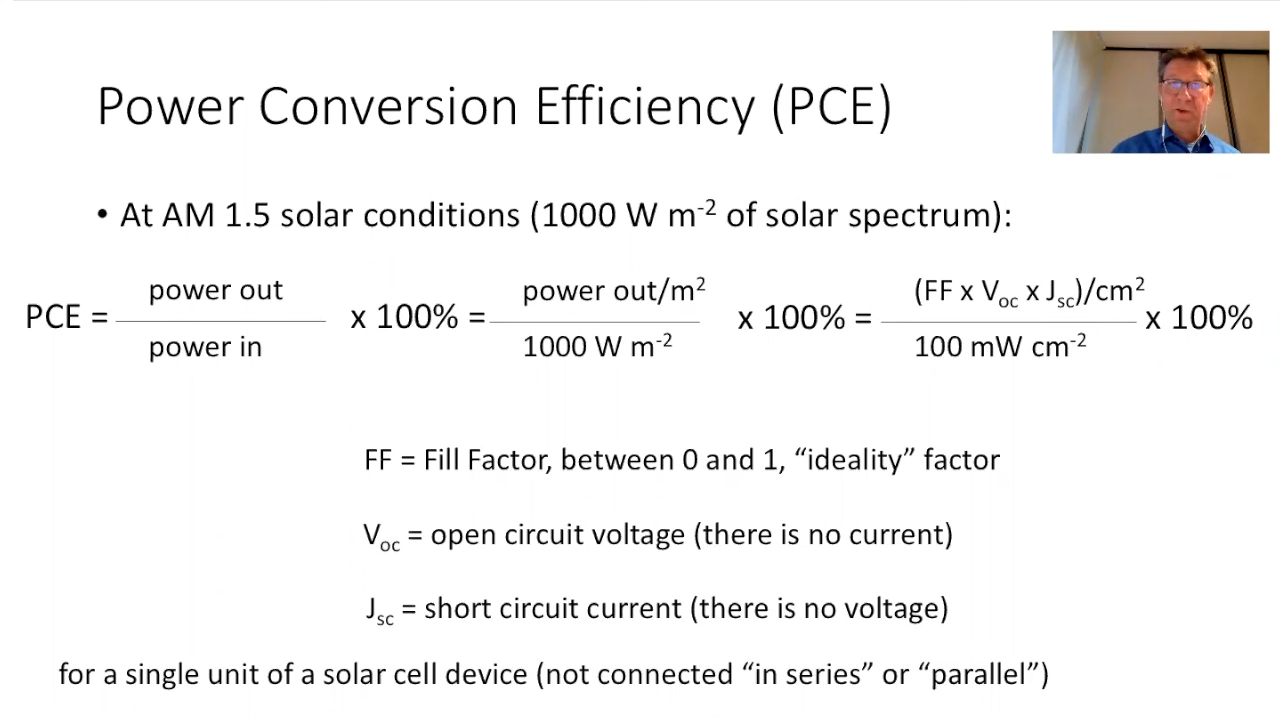 Power Conversion Efficiency (PCE)
• At AM 1.5 solar conditions (1000 W m⁻² of solar spectrum):
PCE = power out / power in x 100% = power out/m² / 1000 W m⁻² x 100% = (FF x Voc x Jsc)/cm² / 100 mW cm⁻² x 100%
FF = Fill Factor, between 0 and 1, “ideality” factor
Voc = open circuit voltage (there is no current)
Jsc = short circuit current (there is no voltage)
for a single unit of a solar cell device (not connected “in series” or “parallel”)